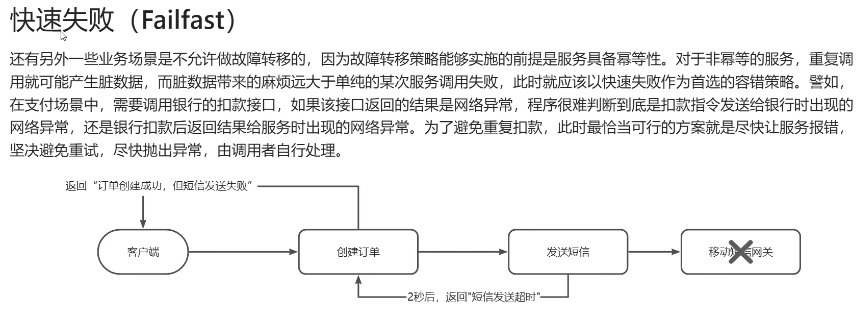 快速失败（Failfast）
还有另外一些业务场景是不允许做故障转移的，因为故障转移策略能够实施的前提是服务具备幂等性。对于非幂等的服务，重复调
用就可能产生脏数据，而脏数据带来的麻烦远大于单纯的某次服务调用失败，此时就应该以快速失败作为首选的容错策略。譬如，
在支付场景中，需要调用银行的扣款接口，如果该接口返回的结果是网络异常，程序很难判断到底是扣款指令发送给银行时出现的
网络异常，还是银行扣款后返回结果给服务时出现的网络异常。为了避免重复扣款，此时最恰当可行的方案就是尽快让服务报错，
坚决避免重试，尽快抛出异常，由调用者自行处理。
返回“订单创建成功，但短信发送失败”
客户端
创建订单
发送短信
移动短信网关
2秒后，返回"短信发送超时"